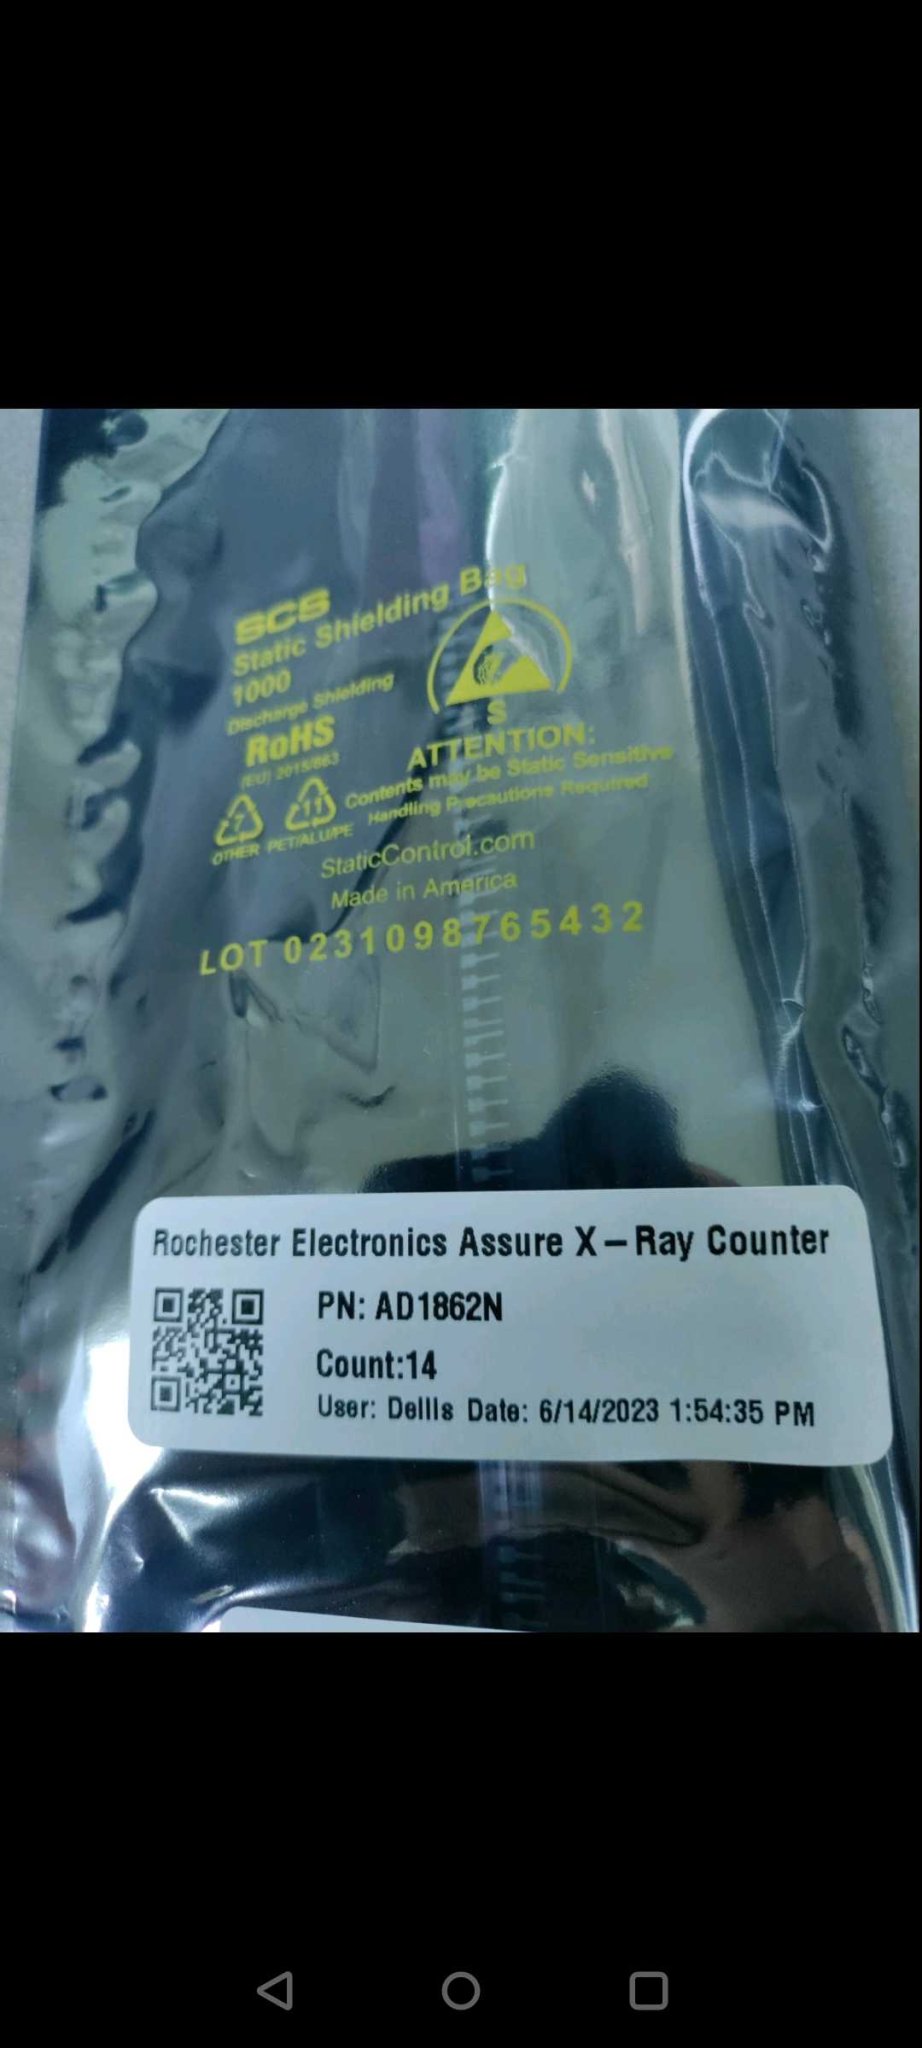 SCS
Static Shielding Bag
1000
Discharge Shielding
RoHS
(EU) 2015/863
7
11
OTHER PET/ALU/PE
S
ATTENTION:
Contents may be Static Sensitive
Handling Precautions Required
StaticControl.com
Made in America
LOT 0231098765432
Rochester Electronics Assure X-Ray Counter
PN: AD1862N
Count:14
User: Dellls Date: 6/14/2023 1:54:35 PM